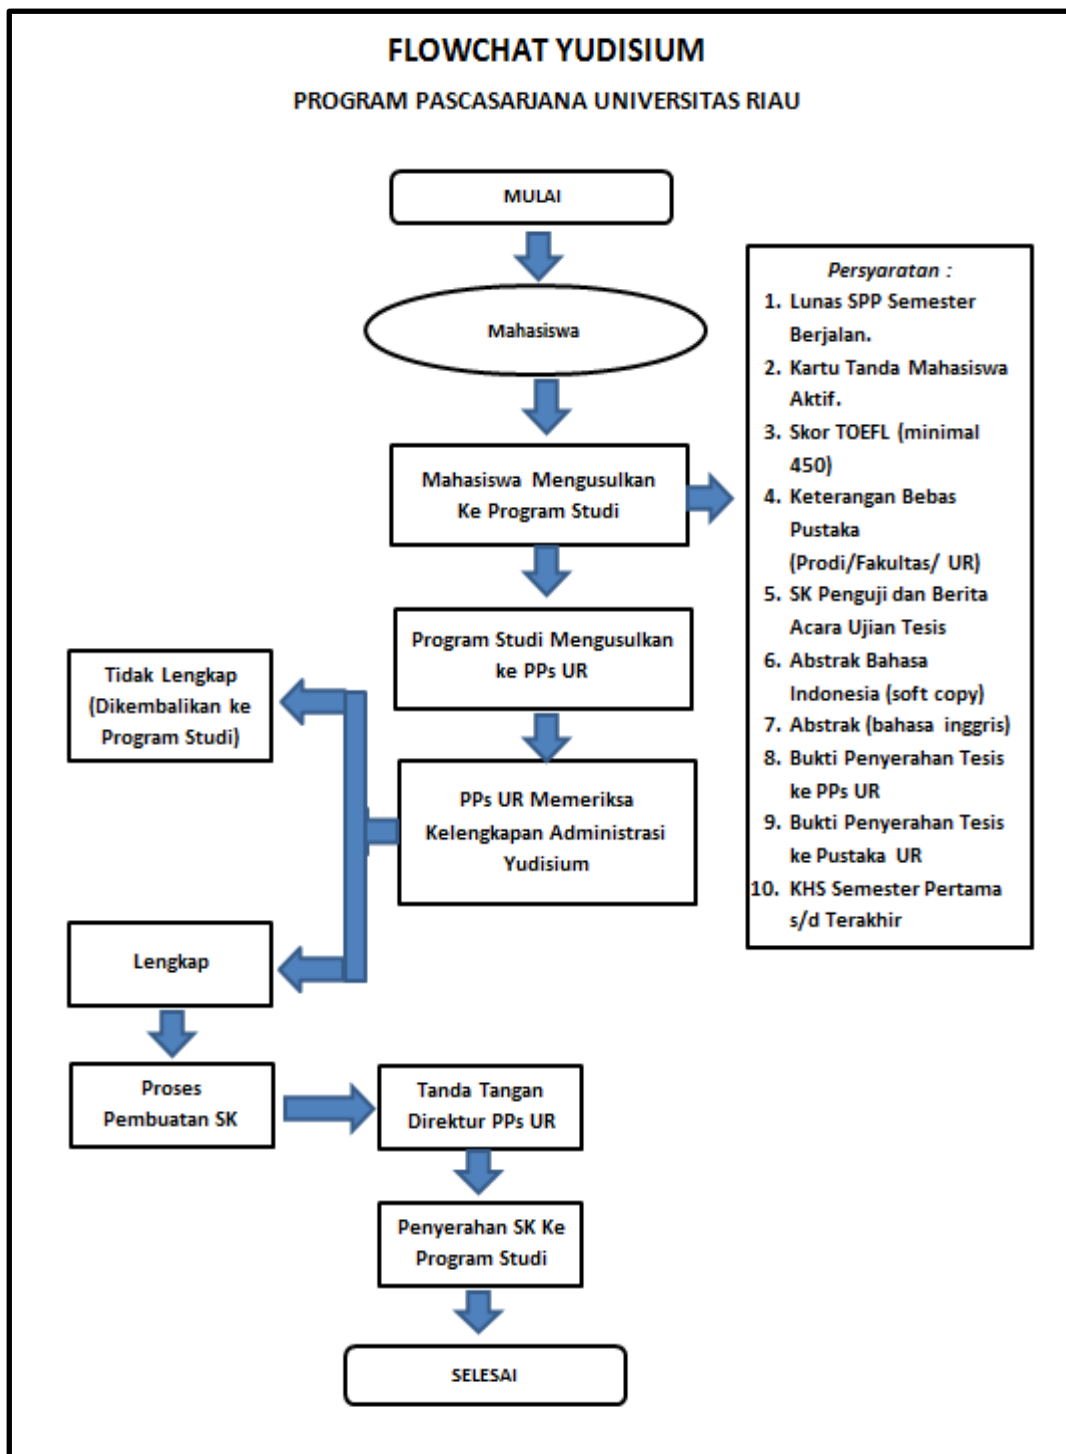 FLOWCHAT YUDISIUM
PROGRAM PASCASARJANA UNIVERSITAS RIAU
MULAI
Mahasiswa
Mahasiswa Mengusulkan
Ke Program Studi
Persyaratan :
1. Lunas SPP Semester
Berjalan.
2. Kartu Tanda Mahasiswa
Aktif.
3. Skor TOEFL (minimal
450)
4. Keterangan Bebas
Pustaka
(Prodi/Fakultas/ UR)
5. SK Penguji dan Berita
Acara Ujian Tesis
6. Abstrak Bahasa
Indonesia (soft copy)
7. Abstrak (bahasa inggris)
8. Bukti Penyerahan Tesis
ke PPs UR
9. Bukti Penyerahan Tesis
ke Pustaka UR
10. KHS Semester Pertama
s/d Terakhir
Program Studi Mengusulkan
ke PPs UR
Tidak Lengkap
(Dikembalikan ke
Program Studi)
PPs UR Memeriksa
Kelengkapan Administrasi
Yudisium
Lengkap
Proses
Pembuatan SK
Tanda Tangan
Direktur PPs UR
Penyerahan SK Ke
Program Studi
SELESAI